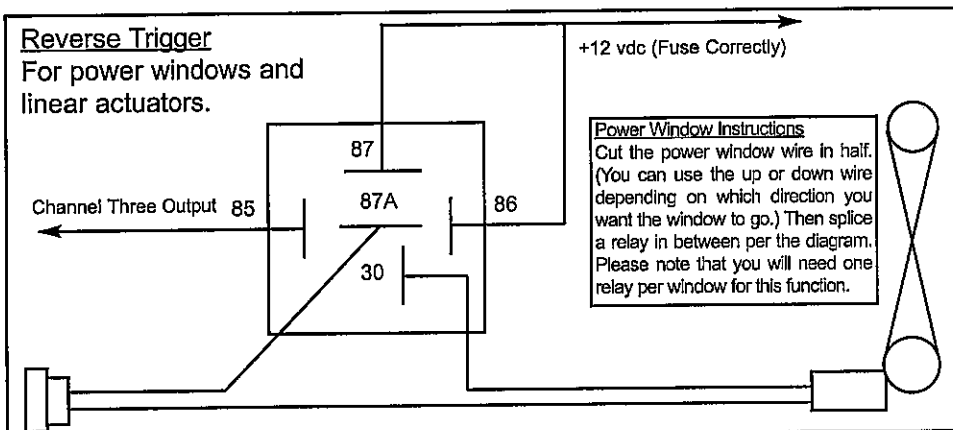 Reverse Trigger
For power windows and
linear actuators.
+12 vdc (Fuse Correctly)
Power Window Instructions
Cut the power window wire in half.
(You can use the up or down wire
depending on which direction you
want the window to go.) Then splice
a relay in between per the diagram.
Please note that you will need one
relay per window for this function.
87
Channel Three Output
85
87A
86
30